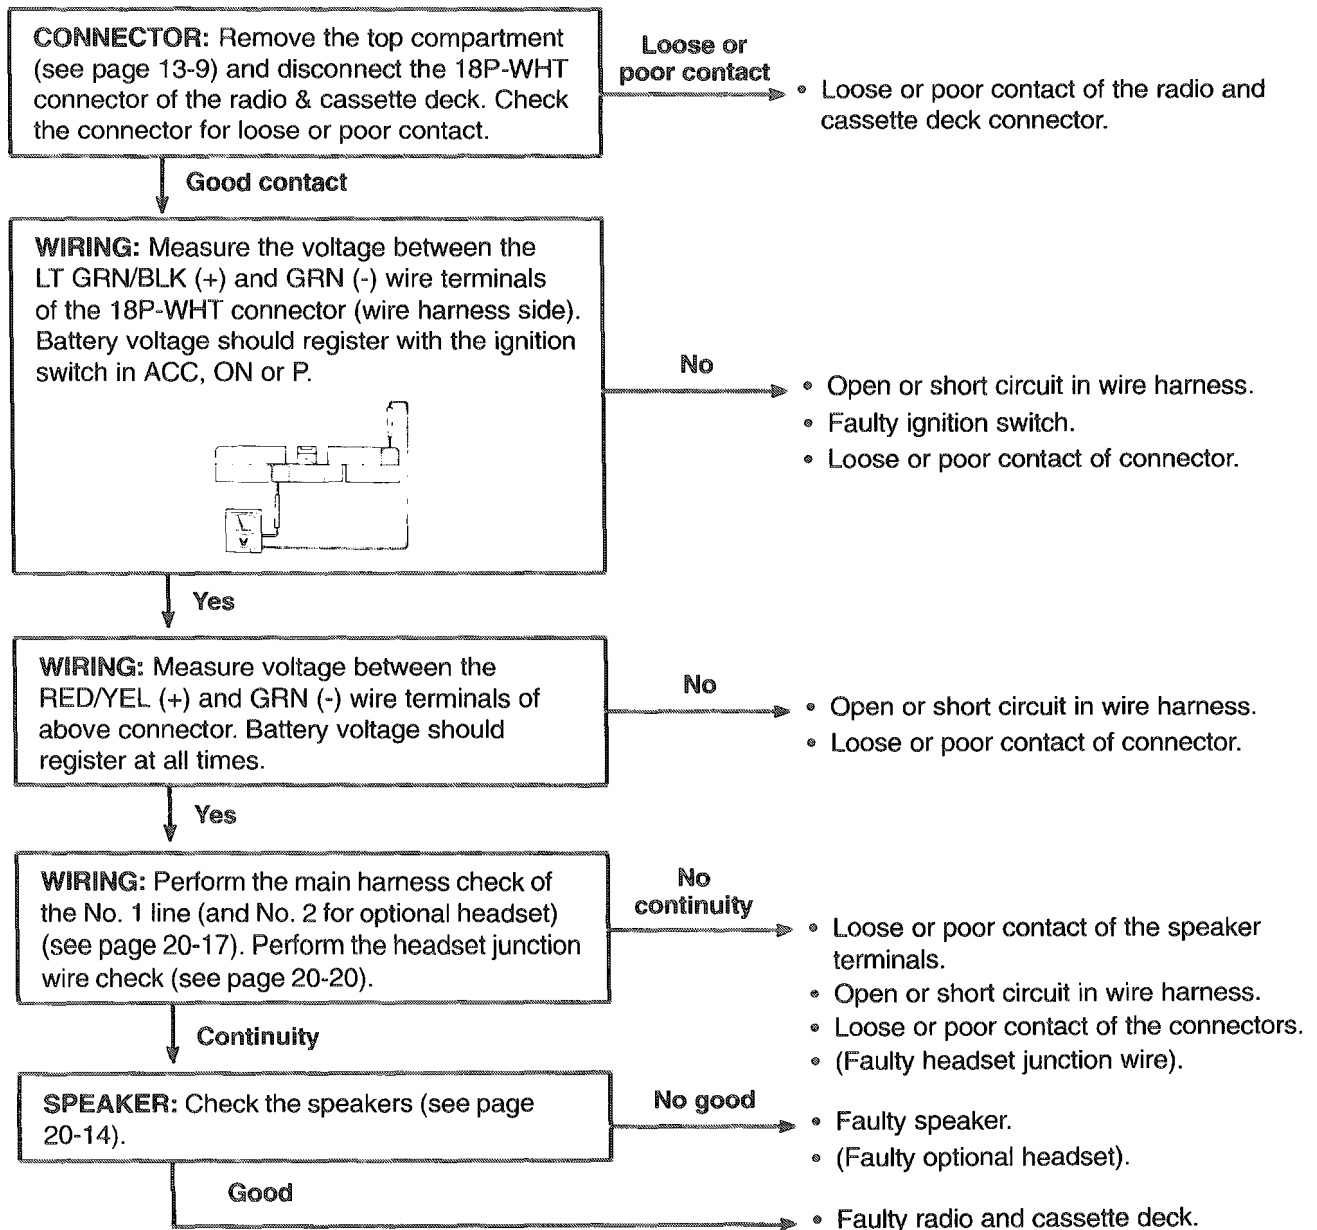 CONNECTOR: Remove the top compartment
(see page 13-9) and disconnect the 18P-WHT
connector of the radio & cassette deck. Check
the connector for loose or poor contact.
Loose or
poor contact
• Loose or poor contact of the radio and
cassette deck connector.
Good contact
WIRING: Measure the voltage between the
LT GRN/BLK (+) and GRN (-) wire terminals
of the 18P-WHT connector (wire harness side).
Battery voltage should register with the ignition
switch in ACC, ON or P.
V
No
• Open or short circuit in wire harness.
• Faulty ignition switch.
• Loose or poor contact of connector.
Yes
WIRING: Measure voltage between the
RED/YEL (+) and GRN (-) wire terminals of
above connector. Battery voltage should
register at all times.
No
• Open or short circuit in wire harness.
• Loose or poor contact of connector.
Yes
WIRING: Perform the main harness check of
the No. 1 line (and No. 2 for optional headset)
(see page 20-17). Perform the headset junction
wire check (see page 20-20).
No
continuity
• Loose or poor contact of the speaker
terminals.
• Open or short circuit in wire harness.
• Loose or poor contact of the connectors.
• (Faulty headset junction wire).
Continuity
SPEAKER: Check the speakers (see page
20-14).
No good
• Faulty speaker.
• (Faulty optional headset).
Good
• Faulty radio and cassette deck.